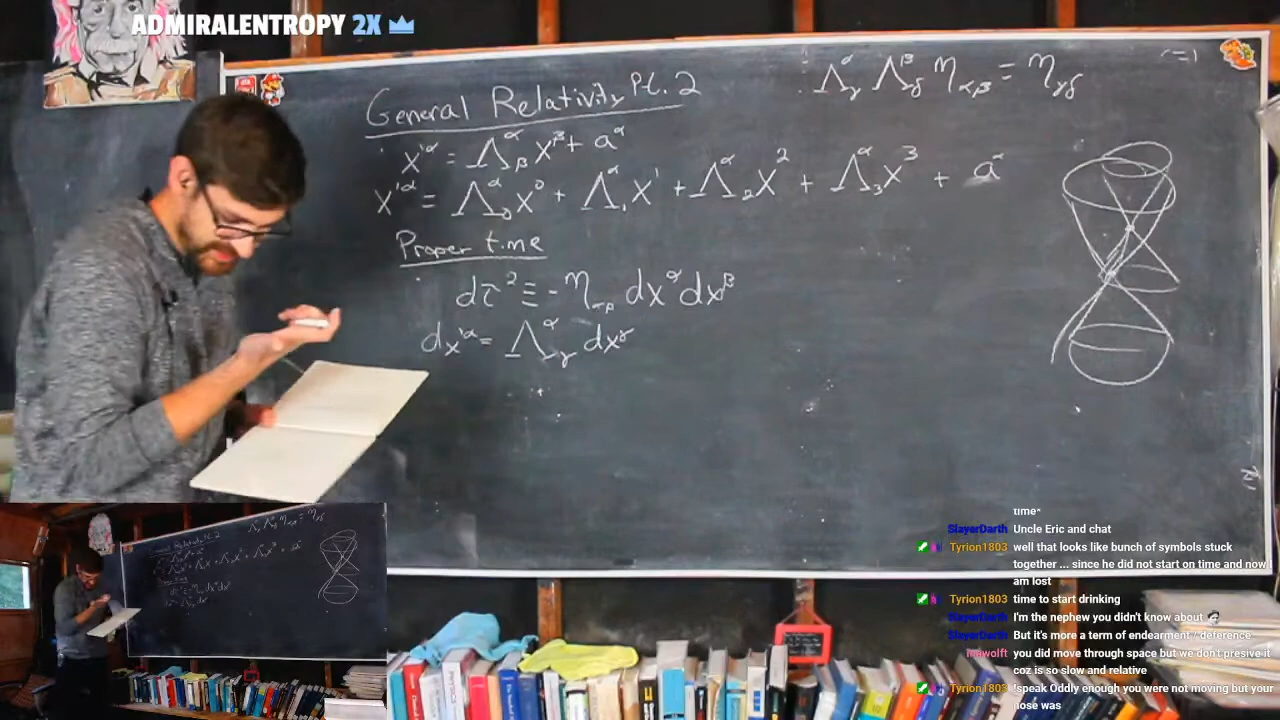 ADMIRALENTROPY 2X
Λ^α_γ Λ^β_δ η_αβ = η_γδ
General Relativity Pt. 2
x'^α = Λ^α_β x^β + a^α
x'^α = Λ^α_0 x^0 + Λ^α_1 x^1 + Λ^α_2 x^2 + Λ^α_3 x^3 + a^α
Proper time
dτ^2 ≡ -η_αβ dx^α dx^β
dx'^α = Λ^α_γ dx^γ
time*
SlayerDarth Uncle Eric and chat
Tyrion1803 well that looks like bunch of symbols stuck
together ... since he did not start on time and now i
am lost
Tyrion1803 time to start drinking
SlayerDarth I'm the nephew you didn't know about
SlayerDarth But it's more a term of endearment / deference
mawolft you did move through space but we don't presive it
coz is so slow and relative
Tyrion1803 !speak Oddly enough you were not moving but your
nose was